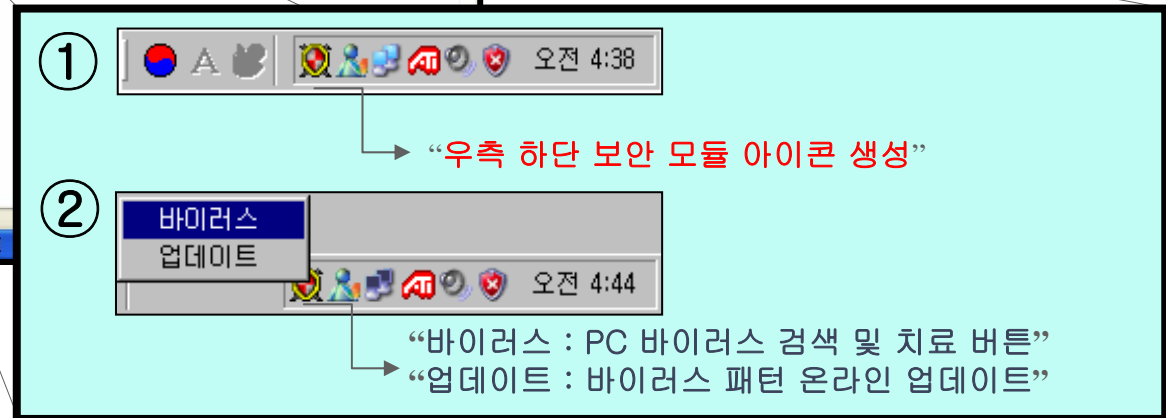 ①
A ATI 오전 4:38
“우측 하단 보안 모듈 아이콘 생성”
②
바이러스
업데이트
ATI 오전 4:44
“바이러스 : PC 바이러스 검색 및 치료 버튼”
“업데이트 : 바이러스 패턴 온라인 업데이트”